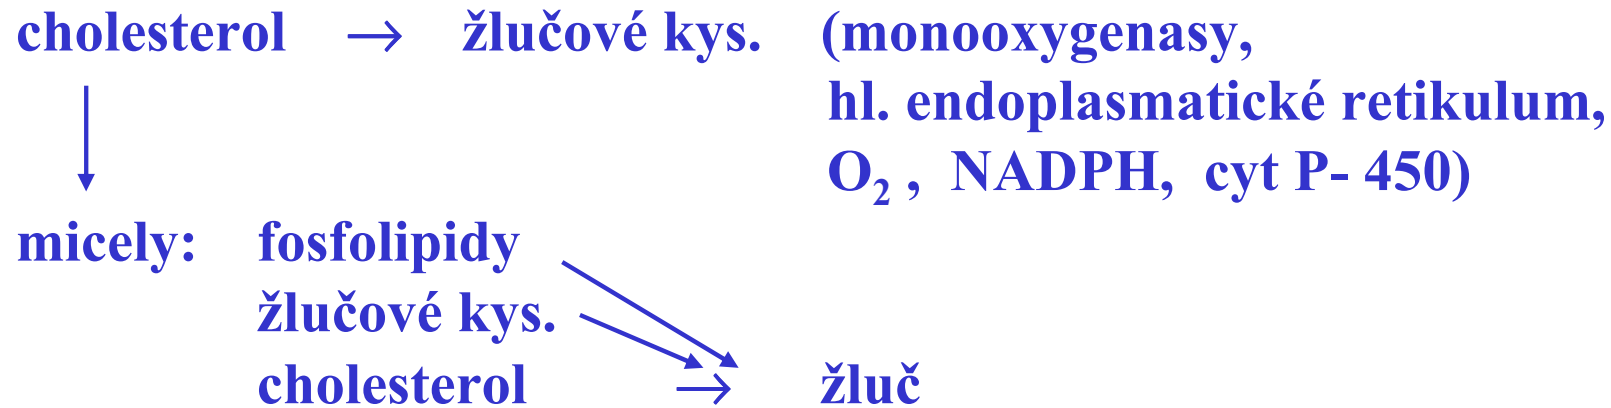 cholesterol → žlučové kys. (monooxygenasy,
hl. endoplasmatické retikulum,
O₂ , NADPH, cyt P- 450)
micely: fosfolipidy
žlučové kys.
cholesterol → žluč